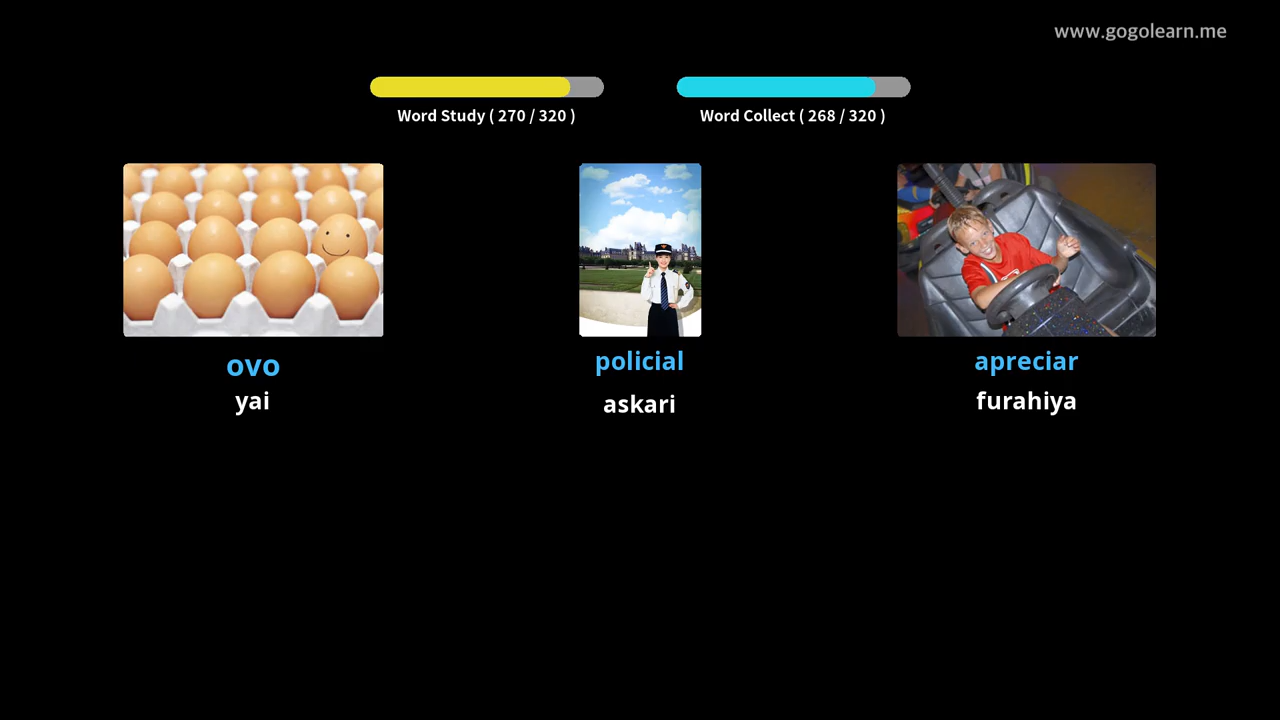 www.gogolearn.me
Word Study ( 270 / 320 )
Word Collect ( 268 / 320 )
ovo
yai
policial
askari
apreciar
furahiya